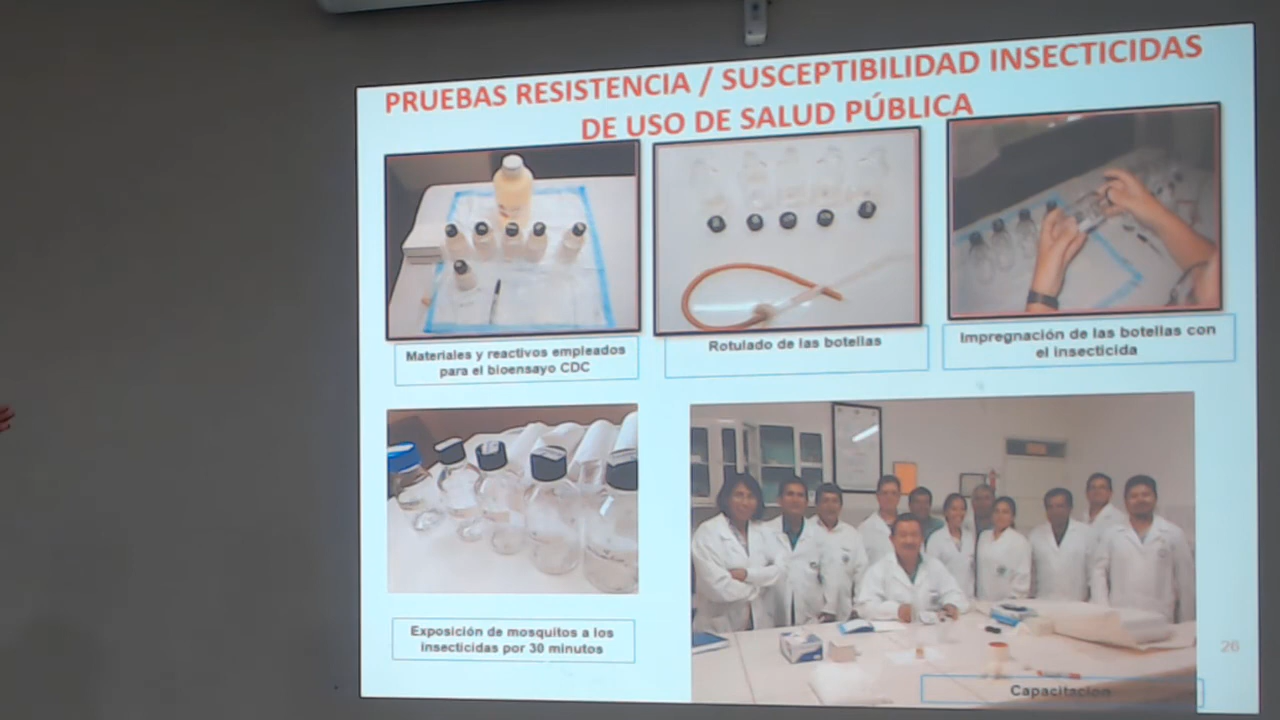 PRUEBAS RESISTENCIA / SUSCEPTIBILIDAD INSECTICIDAS
DE USO DE SALUD PÚBLICA
Materiales y reactivos empleados
para el bioensayo CDC
Rotulado de las botellas
Impregnación de las botellas con
el insecticida
Exposición de mosquitos a los
insecticidas por 30 minutos
Capacitacion
26